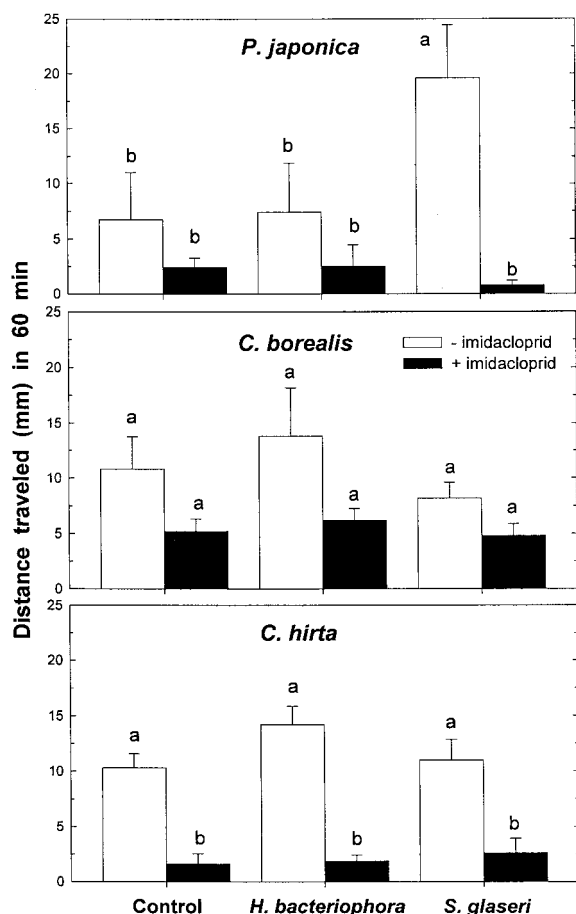 Distance traveled (mm) in 60 min
25
P. japonica
a
20
15
b
b
10
5
b
b
b
0
25
C. borealis
- imidacloprid
+ imidacloprid
20
a
15
a
a
10
a
a
a
5
0
25
C. hirta
20
a
15
a
a
10
5
b
b
b
0
Control H. bacteriophora S. glaseri